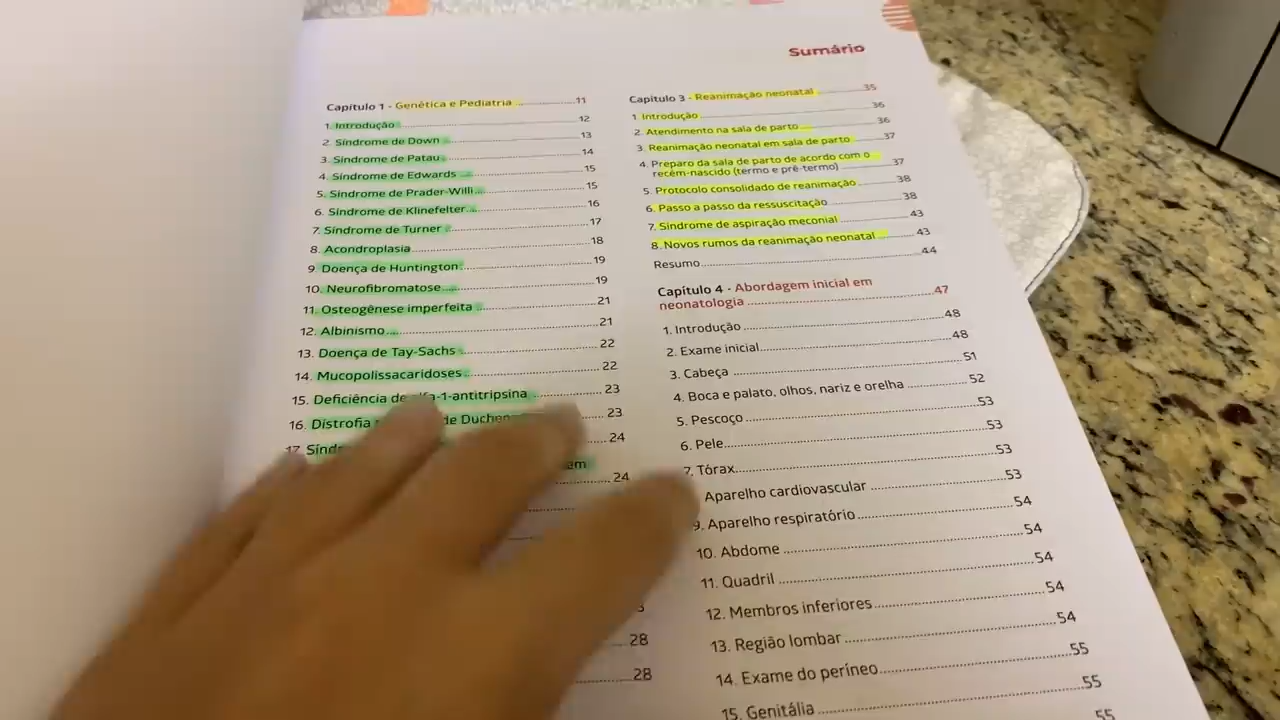 Sumário
Capítulo 1 - Genética e Pediatria ................ 11
1. Introdução ................ 12
2. Síndrome de Down ................ 13
3. Síndrome de Patau ................ 14
4. Síndrome de Edwards ................ 15
5. Síndrome de Prader-Willi ................ 15
6. Síndrome de Klinefelter ................ 16
7. Síndrome de Turner ................ 17
8. Acondroplasia ................ 18
9. Doença de Huntington ................ 19
10. Neurofibromatose ................ 19
11. Osteogênese imperfeita ................ 21
12. Albinismo ................ 21
13. Doença de Tay-Sachs ................ 22
14. Mucopolissacaridoses ................ 22
15. Deficiência de alfa-1-antitripsina ................ 23
16. Distrofia de Duchen ................ 23
17. ................ 24
................ 24
................ 28
................ 28
Capítulo 3 - Reanimação neonatal ................ 35
1. Introdução ................ 36
2. Atendimento na sala de parto ................ 36
3. Reanimação neonatal em sala de parto ................ 37
4. Preparo da sala de parto de acordo com o
recém-nascido (termo e pré-termo) ................ 37
5. Protocolo consolidado de reanimação ................ 38
6. Passo a passo da ressuscitação ................ 38
7. Síndrome de aspiração meconial ................ 43
8. Novos rumos da reanimação neonatal ................ 43
Resumo ................ 44
Capítulo 4 - Abordagem inicial em
neonatologia ................ 47
1. Introdução ................ 48
2. Exame inicial ................ 48
3. Cabeça ................ 51
4. Boca e palato, olhos, nariz e orelha ................ 52
5. Pescoço ................ 53
6. Pele ................ 53
7. Tórax ................ 53
Aparelho cardiovascular ................ 53
9. Aparelho respiratório ................ 54
10. Abdome ................ 54
11. Quadril ................ 54
12. Membros inferiores ................ 54
13. Região lombar ................ 54
14. Exame do períneo ................ 55
15. Genitália ................ 55
55